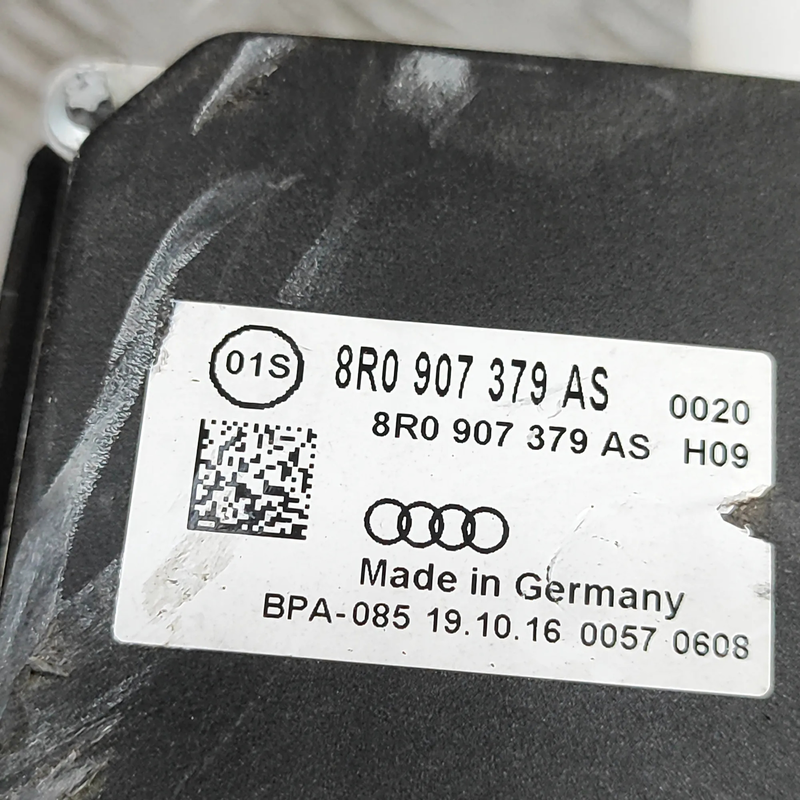 01S 8R0 907 379 AS 0020
8R0 907 379 AS H09
Made in Germany
BPA-085 19.10.16 0057 0608